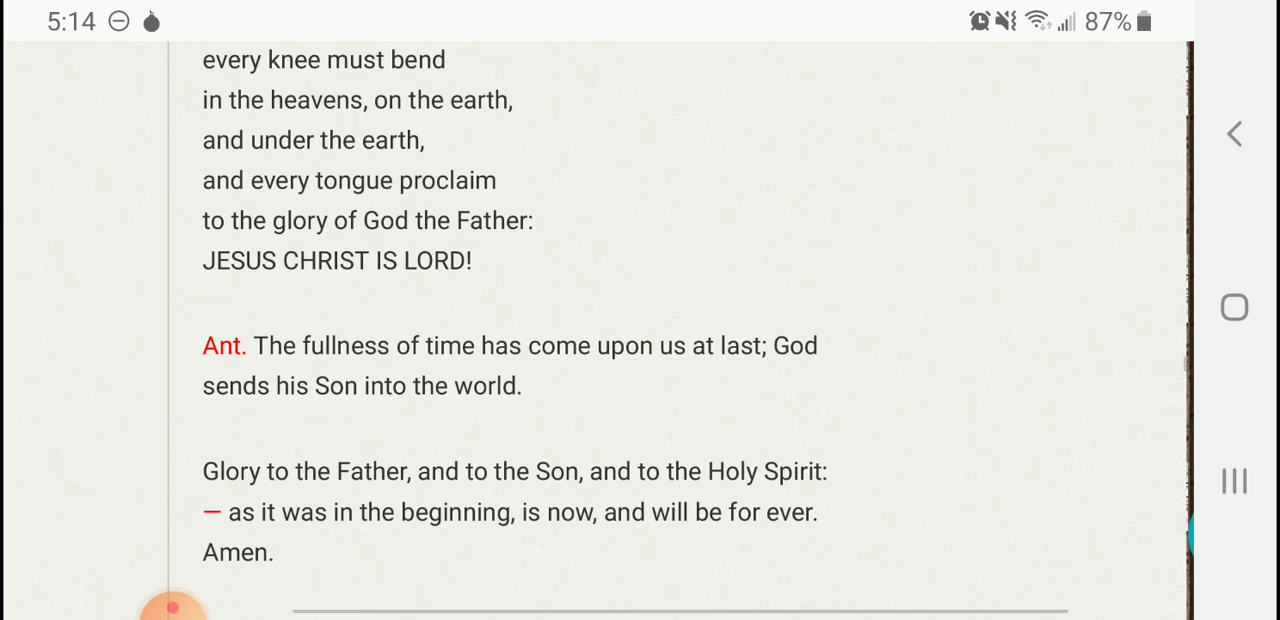 5:14
87%
every knee must bend
in the heavens, on the earth,
and under the earth,
and every tongue proclaim
to the glory of God the Father:
JESUS CHRIST IS LORD!
Ant. The fullness of time has come upon us at last; God
sends his Son into the world.
Glory to the Father, and to the Son, and to the Holy Spirit:
— as it was in the beginning, is now, and will be for ever.
Amen.